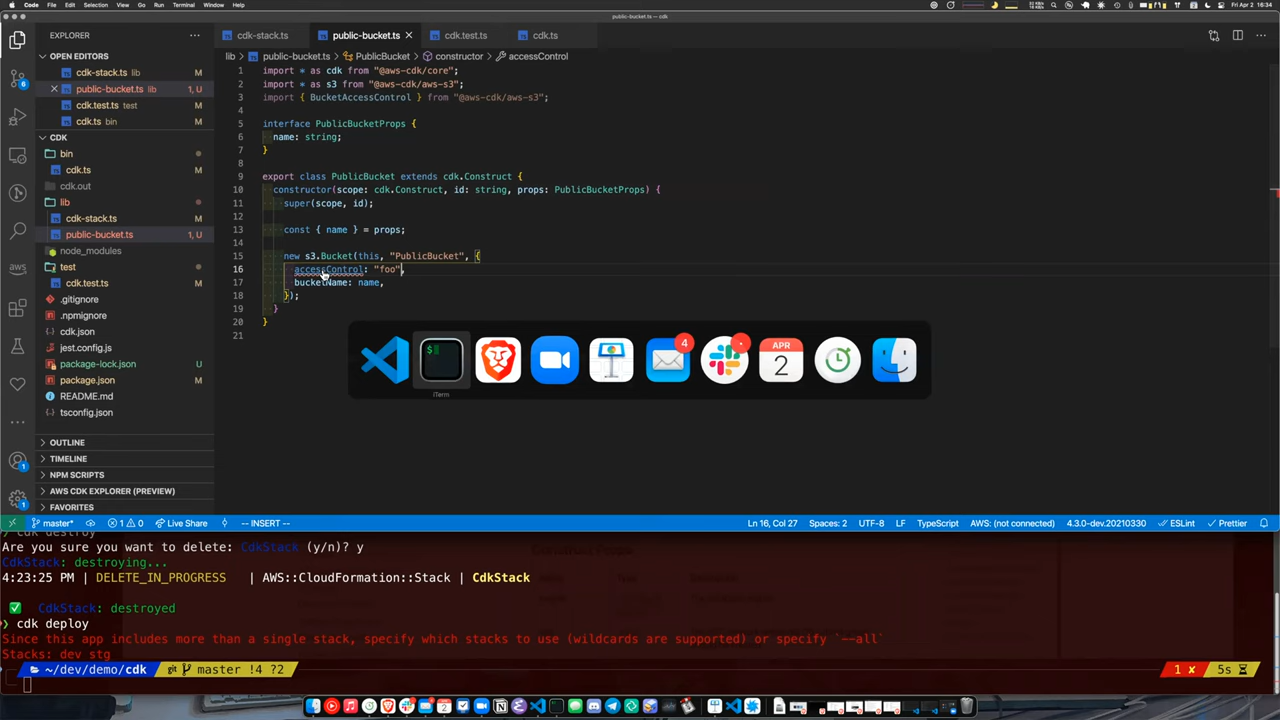 Code File Edit Selection View Go Run Terminal Window Help
Fri Apr 2 16:34
public-bucket.ts — cdk
EXPLORER
OPEN EDITORS
cdk-stack.ts lib M
public-bucket.ts lib 1, U
cdk.test.ts test M
cdk.ts bin M
CDK
bin
cdk.ts M
cdk.out
lib
cdk-stack.ts M
public-bucket.ts 1, U
node_modules
test
cdk.test.ts M
.gitignore
.npmignore
cdk.json
jest.config.js
package-lock.json U
package.json M
README.md
tsconfig.json
OUTLINE
TIMELINE
NPM SCRIPTS
AWS CDK EXPLORER (PREVIEW)
FAVORITES
aws
6
1
1
cdk-stack.ts public-bucket.ts cdk.test.ts cdk.ts
lib > public-bucket.ts > PublicBucket > constructor > accessControl
1 import * as cdk from "@aws-cdk/core";
2 import * as s3 from "@aws-cdk/aws-s3";
3 import { BucketAccessControl } from "@aws-cdk/aws-s3";
4
5 interface PublicBucketProps {
6 name: string;
7 }
8
9 export class PublicBucket extends cdk.Construct {
10 constructor(scope: cdk.Construct, id: string, props: PublicBucketProps) {
11 super(scope, id);
12
13 const { name } = props;
14
15 new s3.Bucket(this, "PublicBucket", {
16 accessControl: "foo",
17 bucketName: name,
18 });
19 }
20 }
21
4
APR
2
iTerm
master* 1 0 Live Share -- INSERT -- Ln 16, Col 27 Spaces: 2 UTF-8 LF TypeScript AWS: (not connected) 4.3.0-dev.20210330 ESLint Prettier
cdk destroy
Are you sure you want to delete: CdkStack (y/n)? y
CdkStack: destroying...
4:23:25 PM | DELETE_IN_PROGRESS | AWS::CloudFormation::Stack | CdkStack
✅ CdkStack: destroyed
❯ cdk deploy
Since this app includes more than a single stack, specify which stacks to use (wildcards are supported) or specify `--all`
Stacks: dev stg
~/dev/demo/cdk git master !4 ?2 1 ✘ 5s